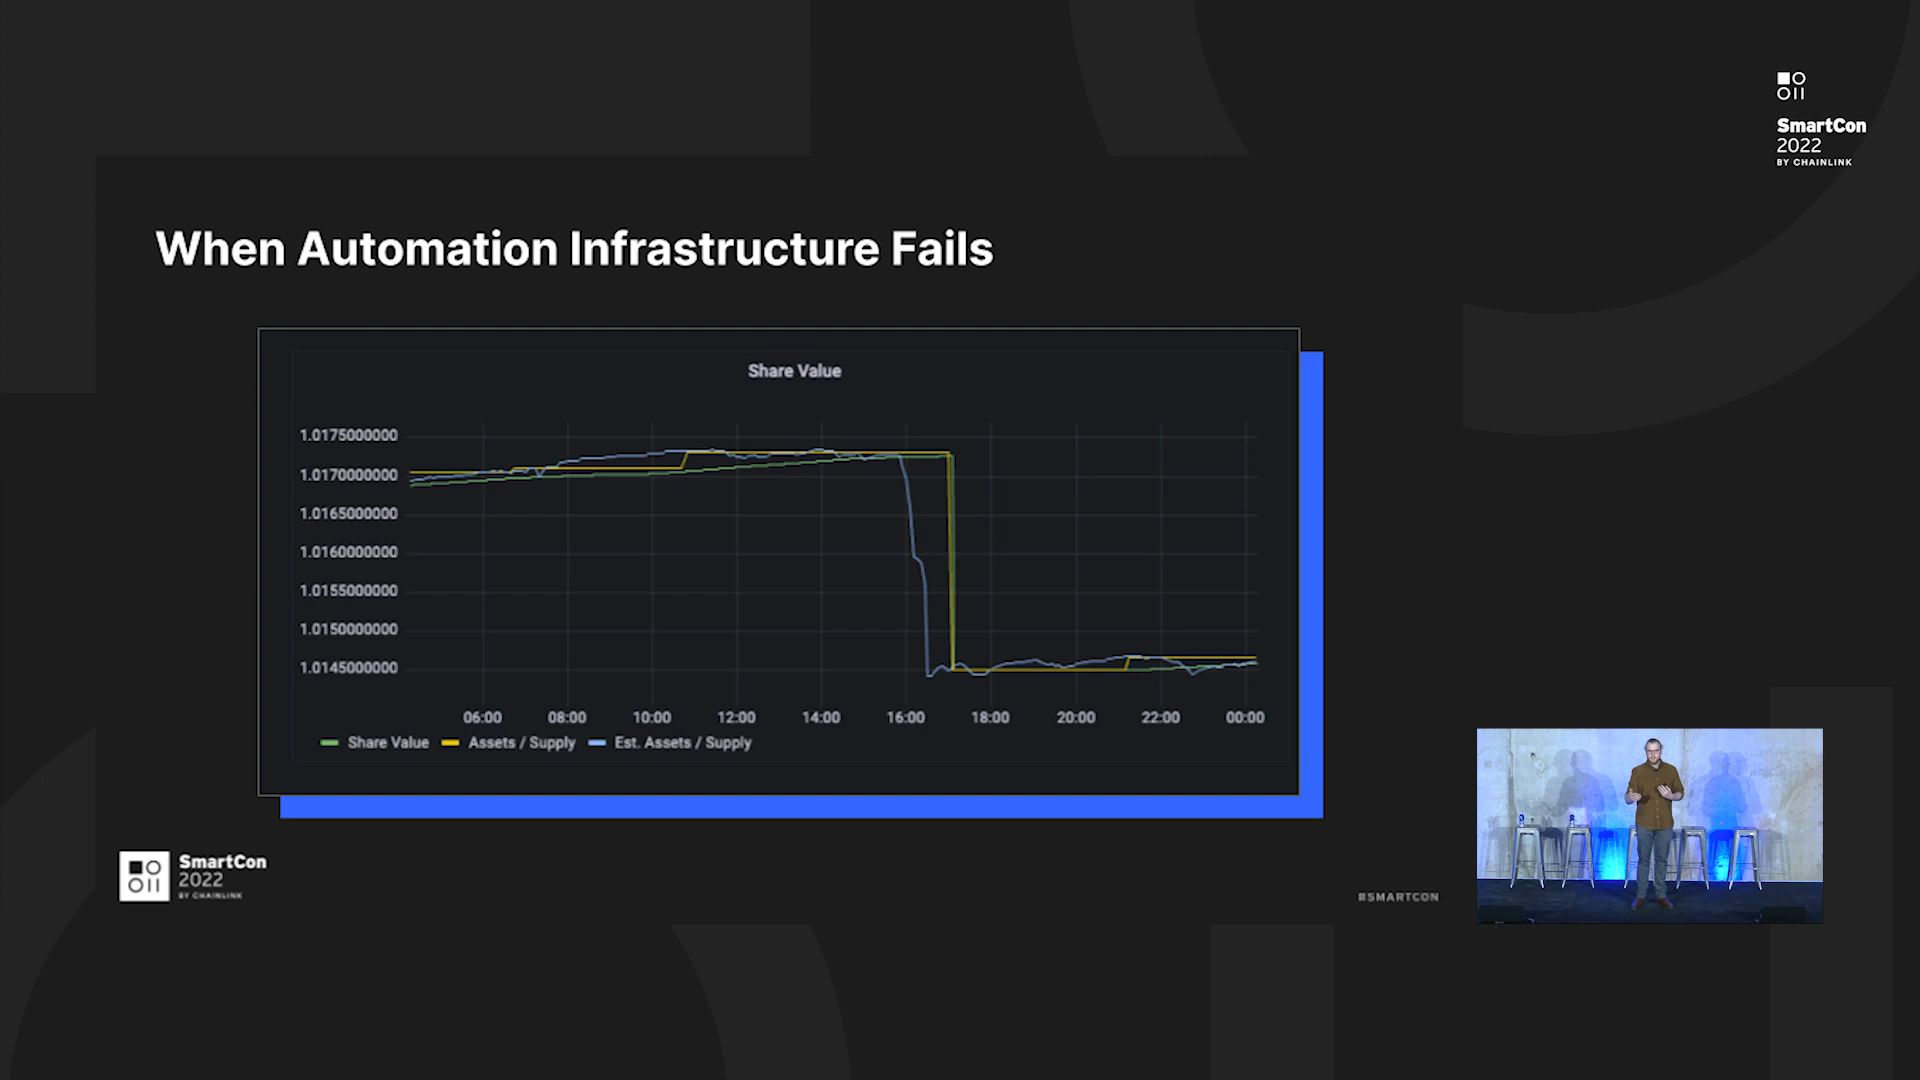 SmartCon
2022
BY CHAINLINK
When Automation Infrastructure Fails
Share Value
1.0175000000
1.0170000000
1.0165000000
1.0160000000
1.0155000000
1.0150000000
1.0145000000
06:00 08:00 10:00 12:00 14:00 16:00 18:00 20:00 22:00 00:00
Share Value Assets / Supply Est. Assets / Supply
SmartCon
2022
BY CHAINLINK
#SMARTCON